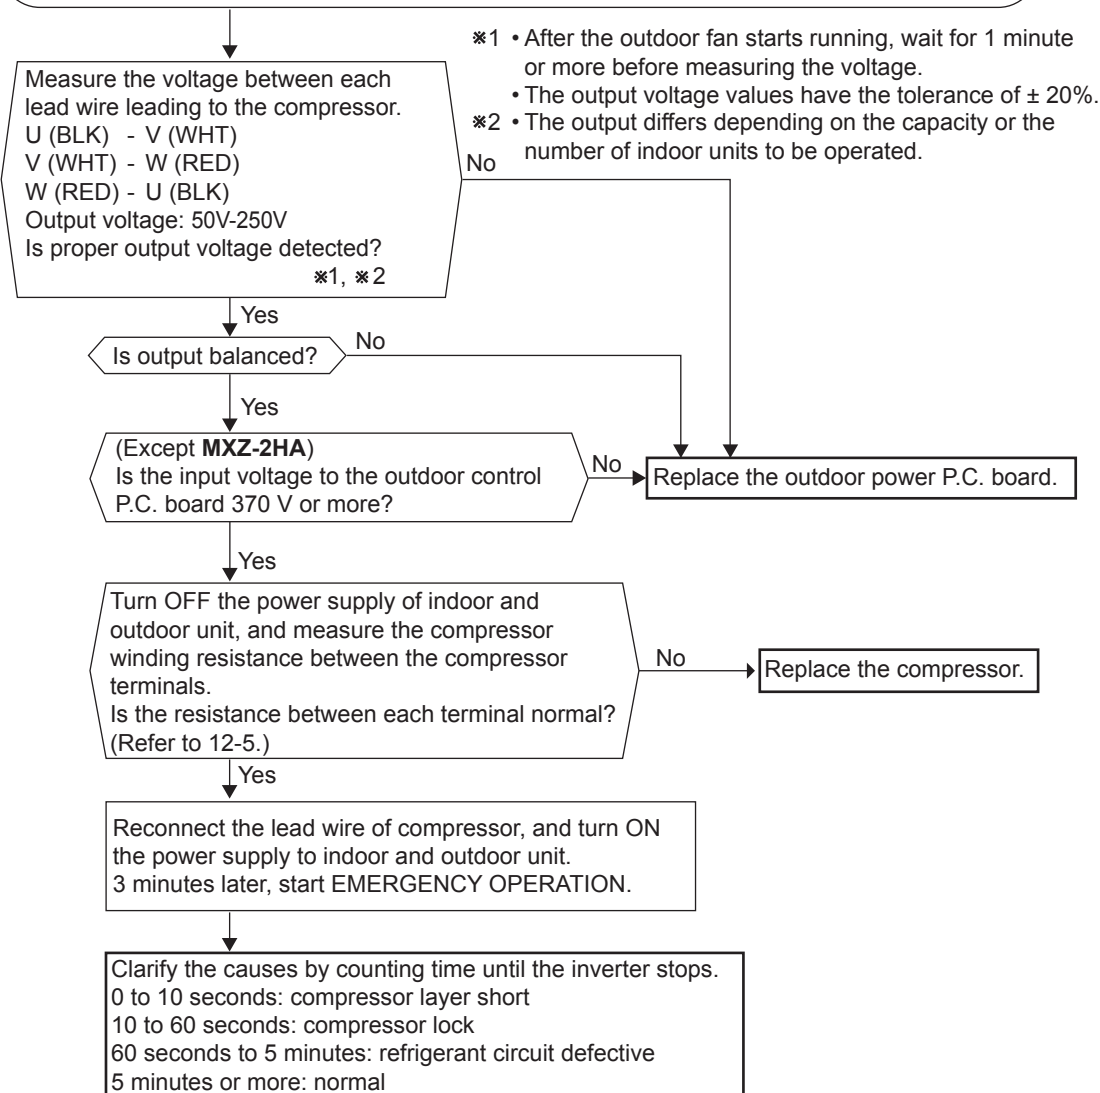 ※1 • After the outdoor fan starts running, wait for 1 minute
or more before measuring the voltage.
• The output voltage values have the tolerance of ± 20%.
※2 • The output differs depending on the capacity or the
number of indoor units to be operated.
Measure the voltage between each
lead wire leading to the compressor.
U (BLK) - V (WHT)
V (WHT) - W (RED)
W (RED) - U (BLK)
Output voltage: 50V-250V
Is proper output voltage detected?
※1, ※2
No
Yes
Is output balanced?
No
Yes
(Except MXZ-2HA)
Is the input voltage to the outdoor control
P.C. board 370 V or more?
No
Replace the outdoor power P.C. board.
Yes
Turn OFF the power supply of indoor and
outdoor unit, and measure the compressor
winding resistance between the compressor
terminals.
Is the resistance between each terminal normal?
(Refer to 12-5.)
No
Replace the compressor.
Yes
Reconnect the lead wire of compressor, and turn ON
the power supply to indoor and outdoor unit.
3 minutes later, start EMERGENCY OPERATION.
Clarify the causes by counting time until the inverter stops.
0 to 10 seconds: compressor layer short
10 to 60 seconds: compressor lock
60 seconds to 5 minutes: refrigerant circuit defective
5 minutes or more: normal